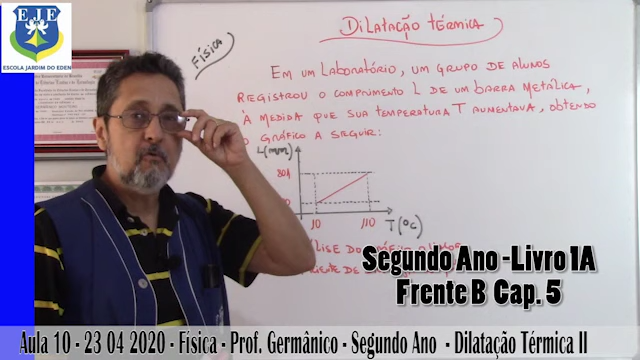 EJE
ESCOLA JARDIM DO EDEN
FÍSICA
DILATAÇÃO TÉRMICA
EM UM LABORATÓRIO, UM GRUPO DE ALUNOS
REGISTROU O COMPRIMENTO L DE UMA BARRA METÁLICA,
À MEDIDA QUE SUA TEMPERATURA T AUMENTAVA, OBTENDO
O GRÁFICO A SEGUIR:
L(mm)
801
10 110 T(°C)
Segundo Ano -Livro 1A
Frente B Cap. 5
Aula 10 - 23 04 2020 - Física - Prof. Germânico - Segundo Ano - Dilatação Térmica II